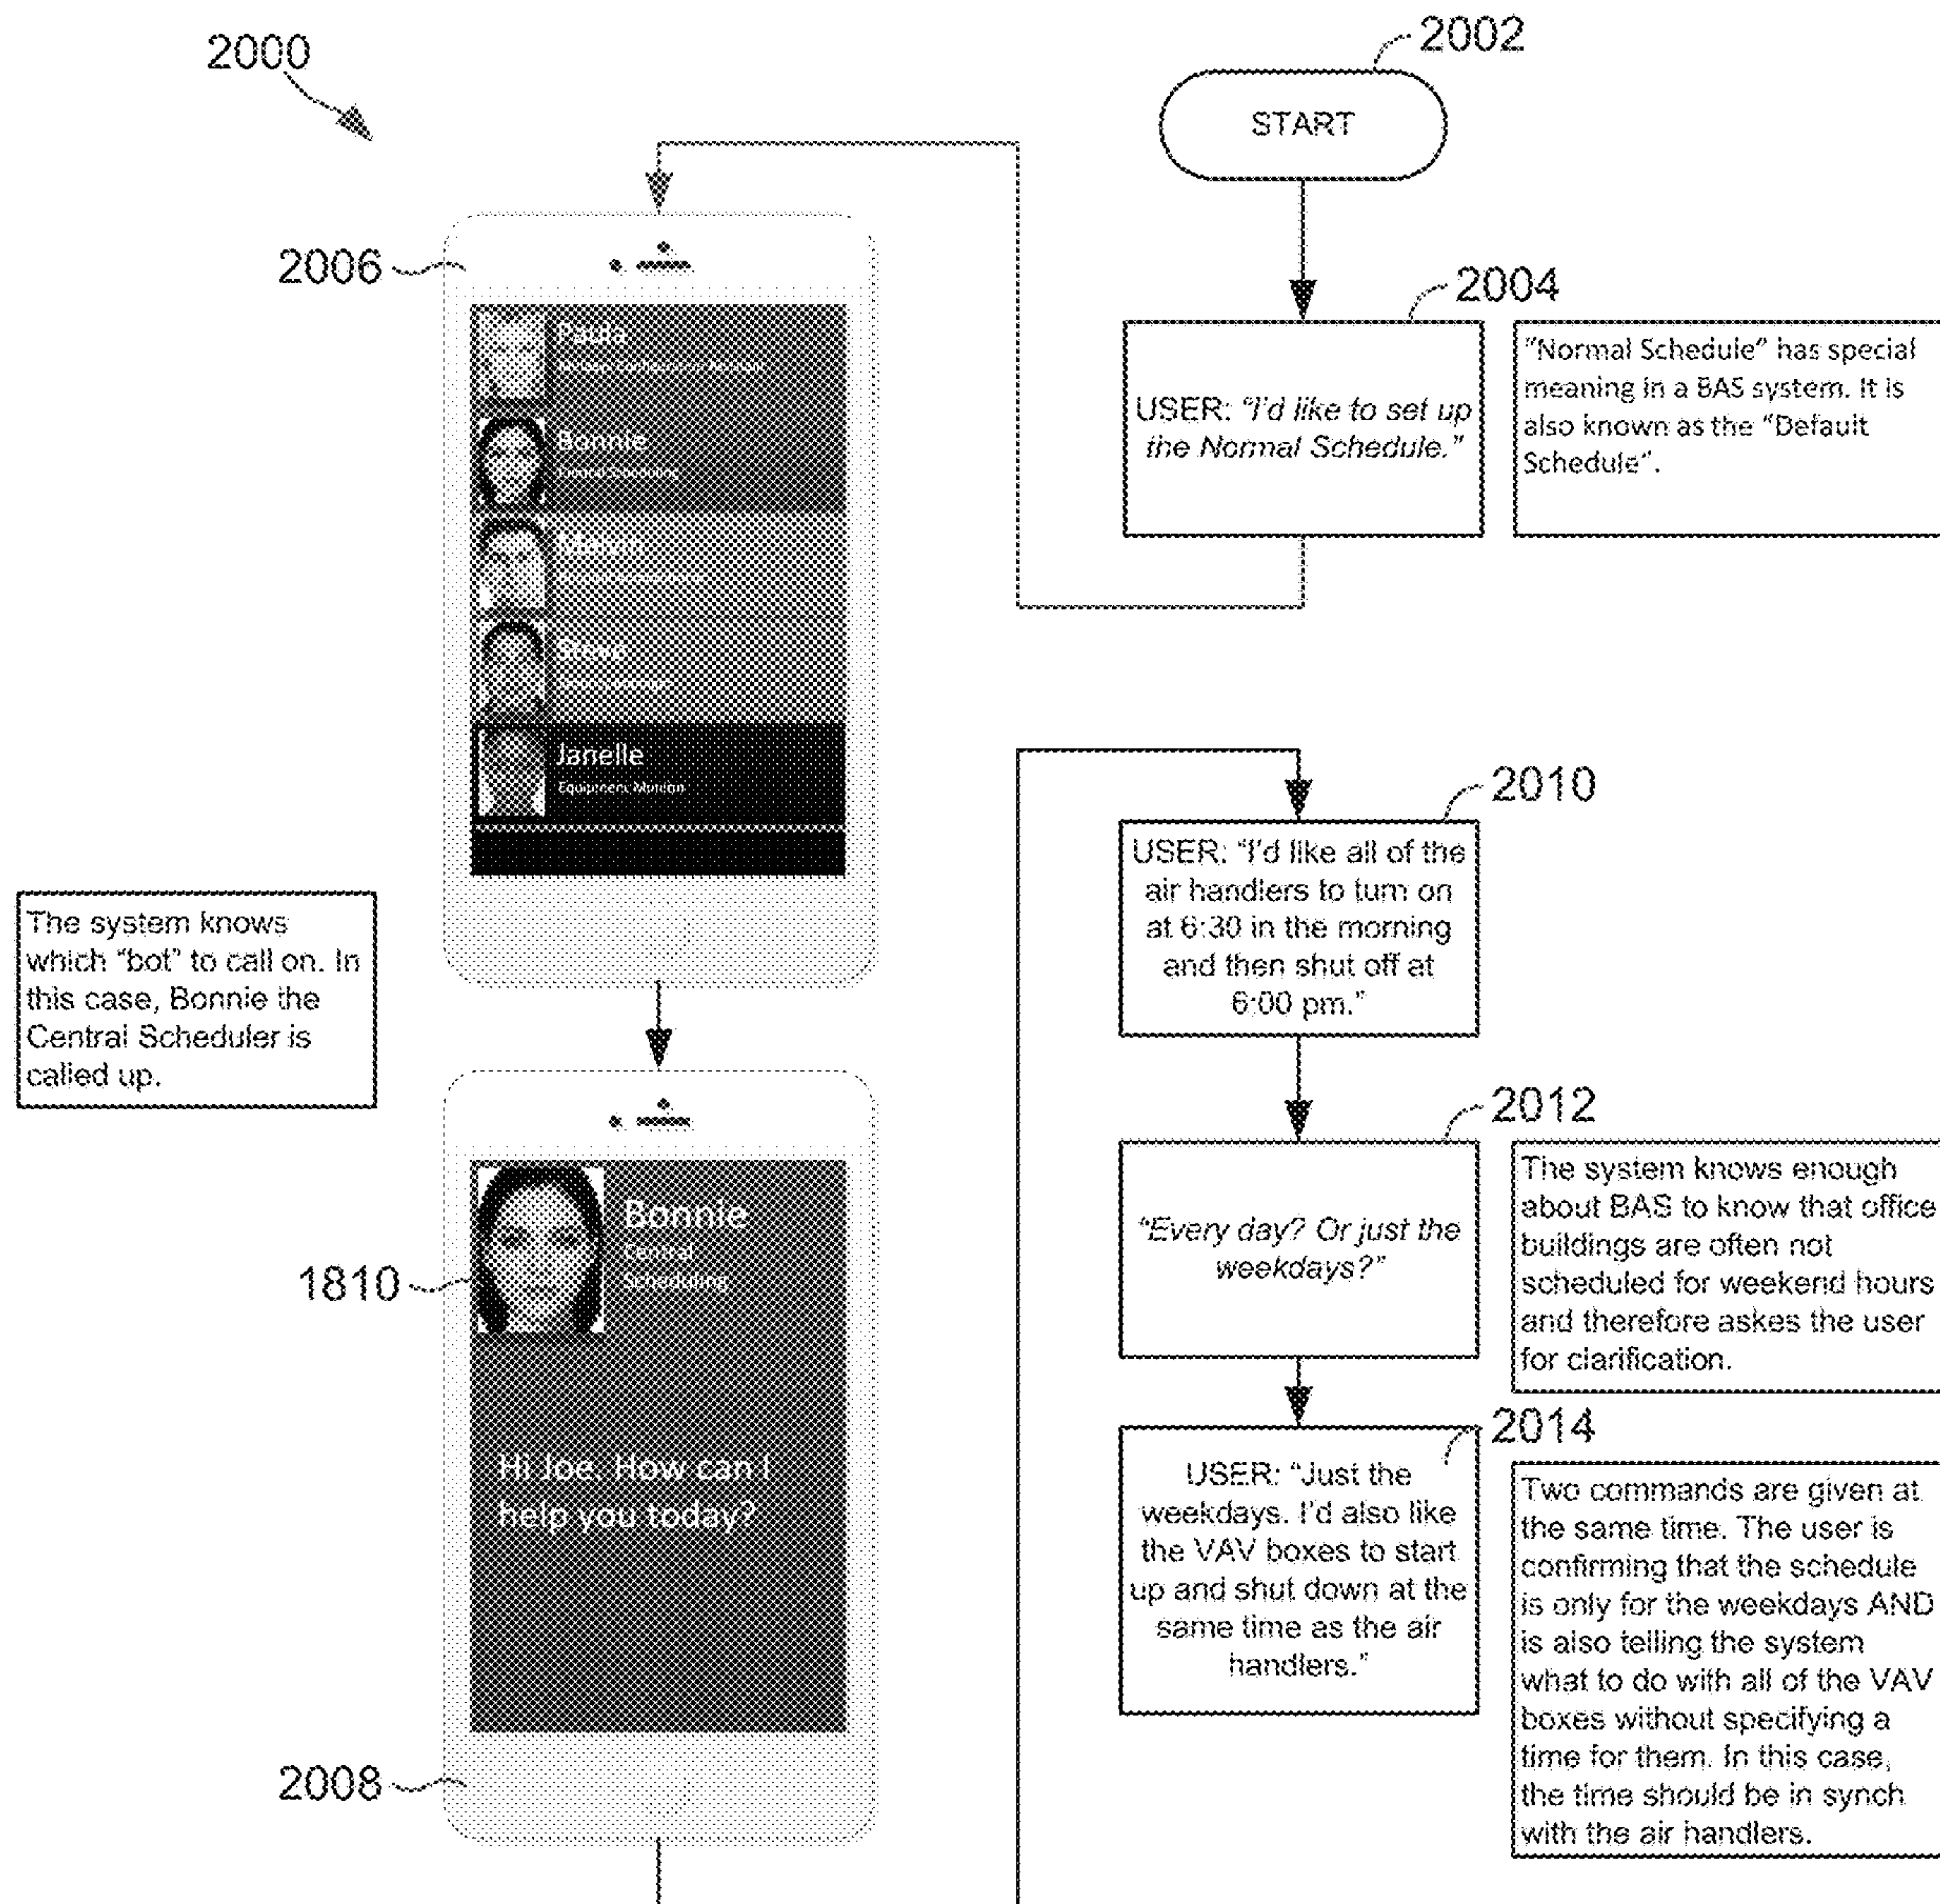 2000
2002
START
2006
2004
USER: "I'd like to set up
the Normal Schedule."
"Normal Schedule" has special
meaning in a BAS system. It is
also known as the "Default
Schedule".
Paula
Bonnie
Central Scheduling
Janelle
Equipment Monitor
The system knows
which "bot" to call on. In
this case, Bonnie the
Central Scheduler is
called up.
1810
Bonnie
Central
Scheduling
Hi Joe. How can I
help you today?
2008
2010
USER: "I'd like all of the
air handlers to turn on
at 6:30 in the morning
and then shut off at
6:00 pm."
2012
"Every day? Or just the
weekdays?"
The system knows enough
about BAS to know that office
buildings are often not
scheduled for weekend hours
and therefore askes the user
for clarification.
2014
USER: "Just the
weekdays. I'd also like
the VAV boxes to start
up and shut down at the
same time as the air
handlers."
Two commands are given at
the same time. The user is
confirming that the schedule
is only for the weekdays AND
is also telling the system
what to do with all of the VAV
boxes without specifying a
time for them. In this case,
the time should be in synch
with the air handlers.